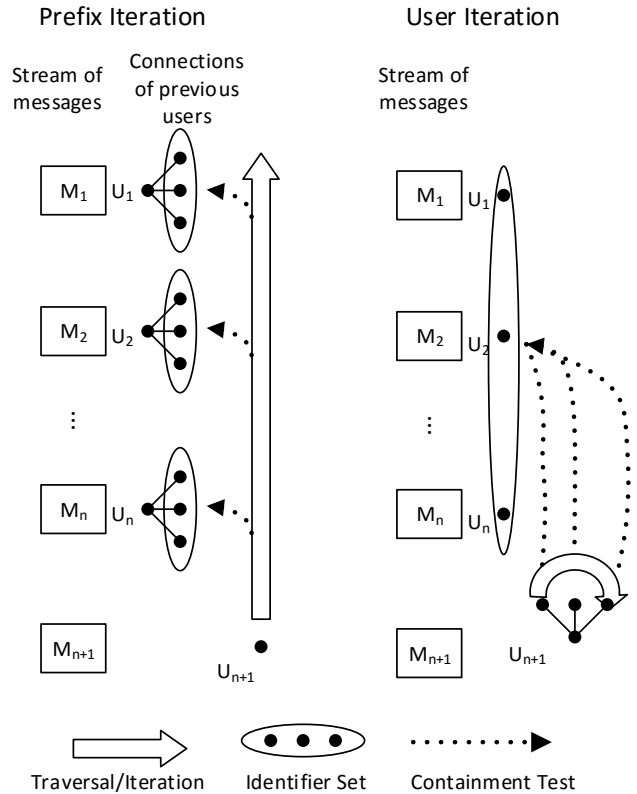 Prefix Iteration
User Iteration
Stream of messages
Connections of previous users
Stream of messages
M1 U1
M2 U2
...
Mn Un
Mn+1 Un+1
M1 U1
M2 U2
...
Mn Un
Mn+1 Un+1
Traversal/Iteration
Identifier Set
Containment Test